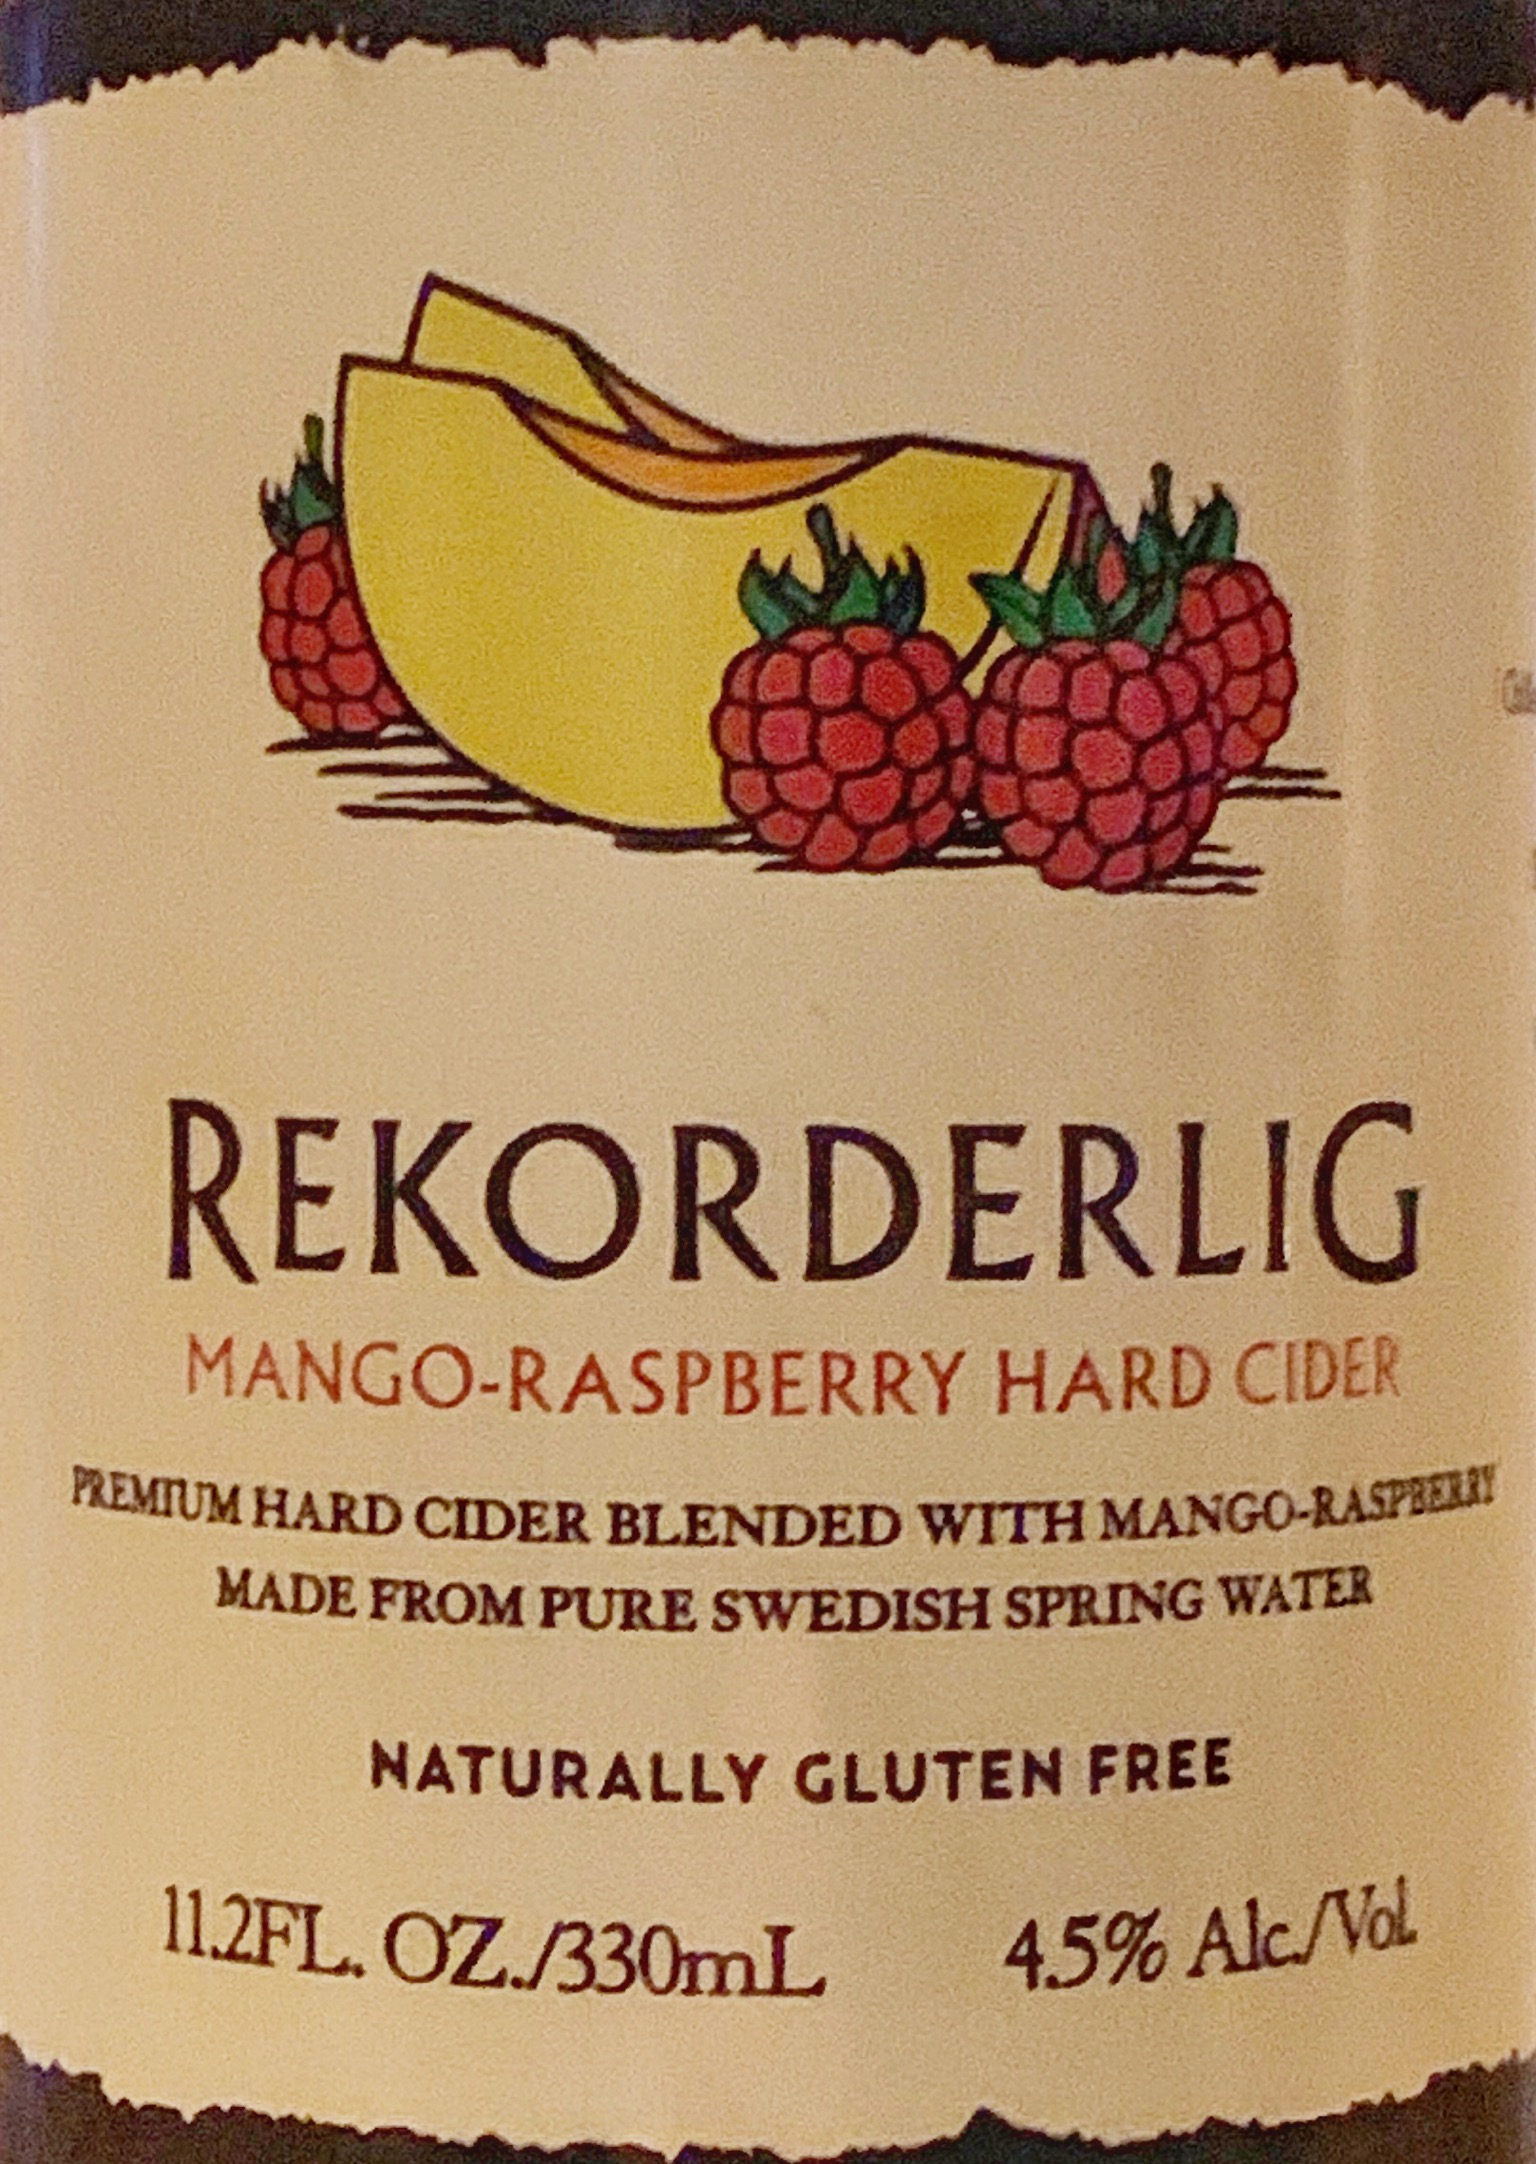 REKORDERLIG
MANGO-RASPBERRY HARD CIDER
PREMIUM HARD CIDER BLENDED WITH MANGO-RASPBERRY
MADE FROM PURE SWEDISH SPRING WATER
NATURALLY GLUTEN FREE
11.2FL. OZ./330mL 4.5% Alc./Vol.